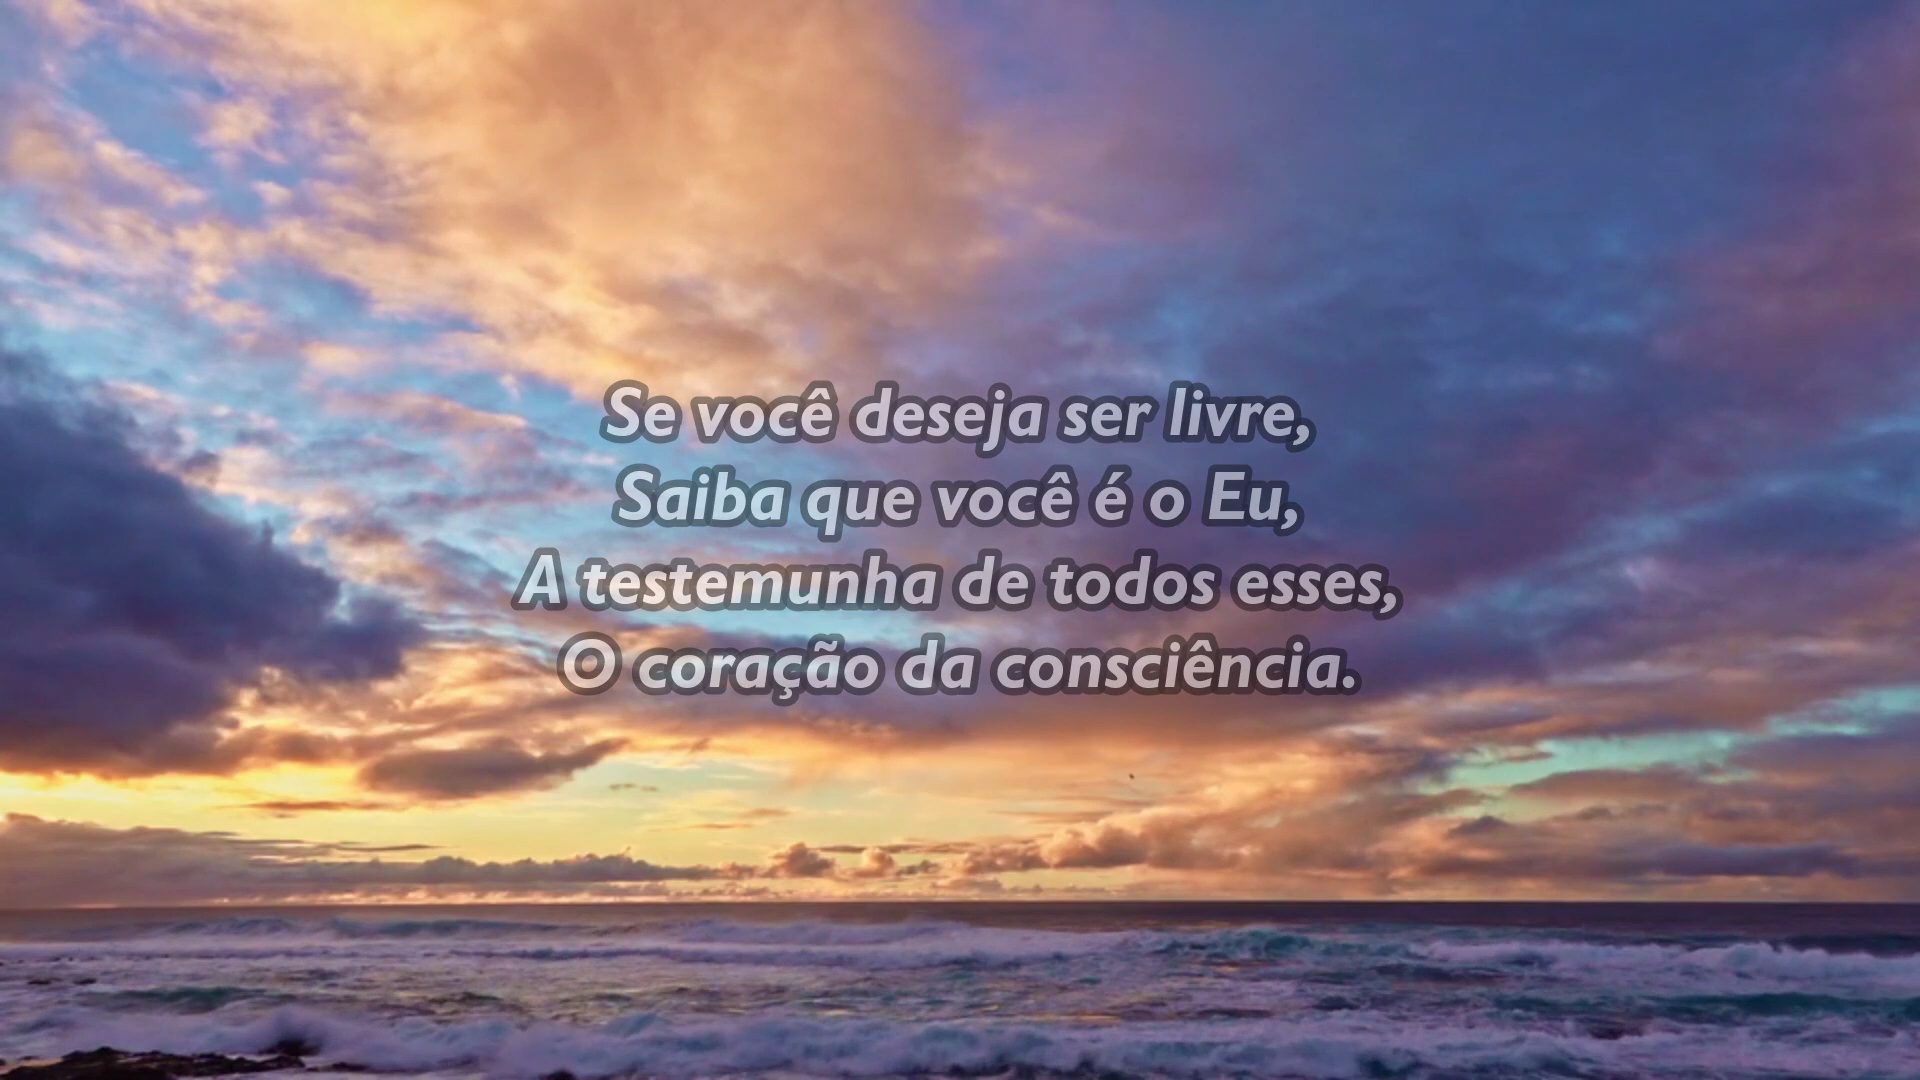 Se você deseja ser livre,
Saiba que você é o Eu,
A testemunha de todos esses,
O coração da consciência.